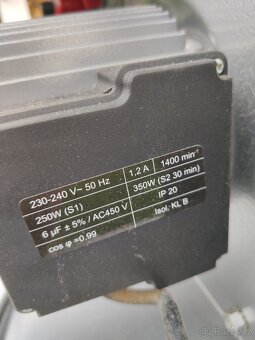 230-240 V~ 50 Hz 1,2 A 1400 min⁻¹
250W (S1) 350W (S2 30 min)
6 µF ± 5% / AC450 V IP 20
cos φ =0.99 Isol. KL B